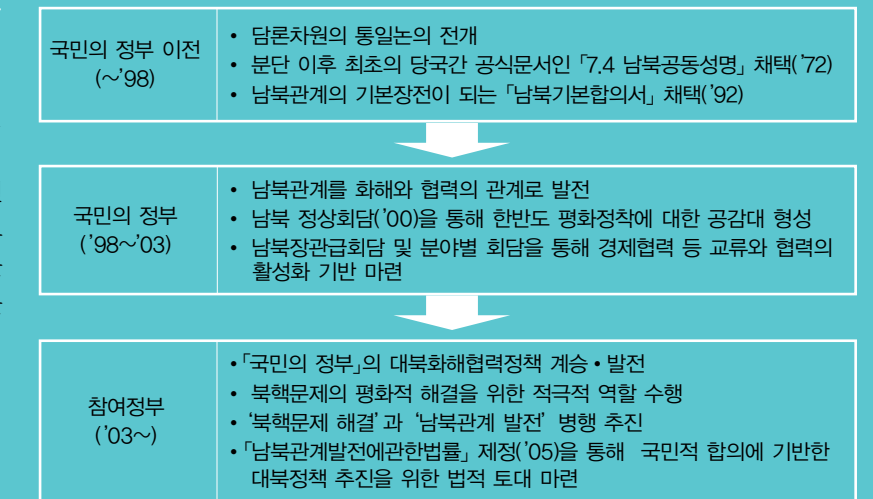 국민의 정부 이전
(~'98)
• 담론차원의 통일논의 전개
• 분단 이후 최초의 당국간 공식문서인 「7.4 남북공동성명」 채택('72)
• 남북관계의 기본장전이 되는 「남북기본합의서」 채택('92)
국민의 정부
('98~'03)
• 남북관계를 화해와 협력의 관계로 발전
• 남북 정상회담('00)을 통해 한반도 평화정착에 대한 공감대 형성
• 남북장관급회담 및 분야별 회담을 통해 경제협력 등 교류와 협력의
활성화 기반 마련
참여정부
('03~)
•「국민의 정부」의 대북화해협력정책 계승•발전
• 북핵문제의 평화적 해결을 위한 적극적 역할 수행
• '북핵문제 해결'과 '남북관계 발전' 병행 추진
•「남북관계발전에관한법률」 제정('05)을 통해 국민적 합의에 기반한
대북정책 추진을 위한 법적 토대 마련